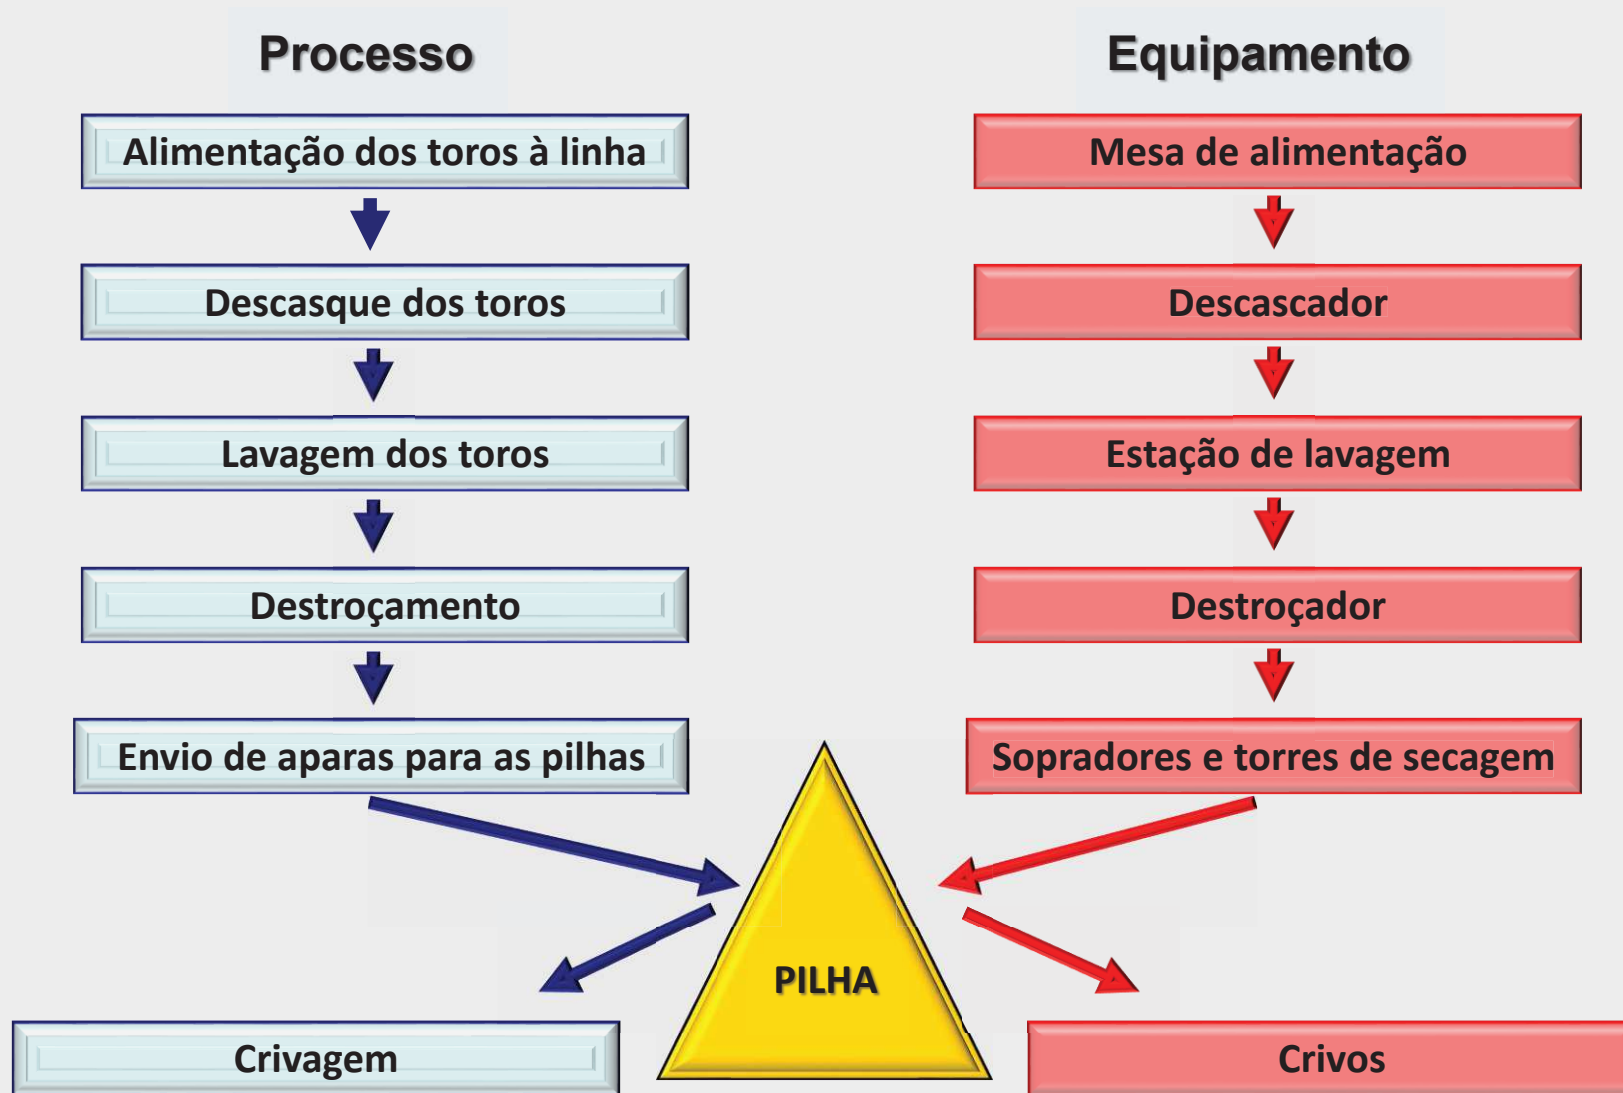 Processo
Equipamento
Alimentação dos toros à linha
Mesa de alimentação
Descasque dos toros
Descascador
Lavagem dos toros
Estação de lavagem
Destroçamento
Destroçador
Envio de aparas para as pilhas
Sopradores e torres de secagem
PILHA
Crivagem
Crivos